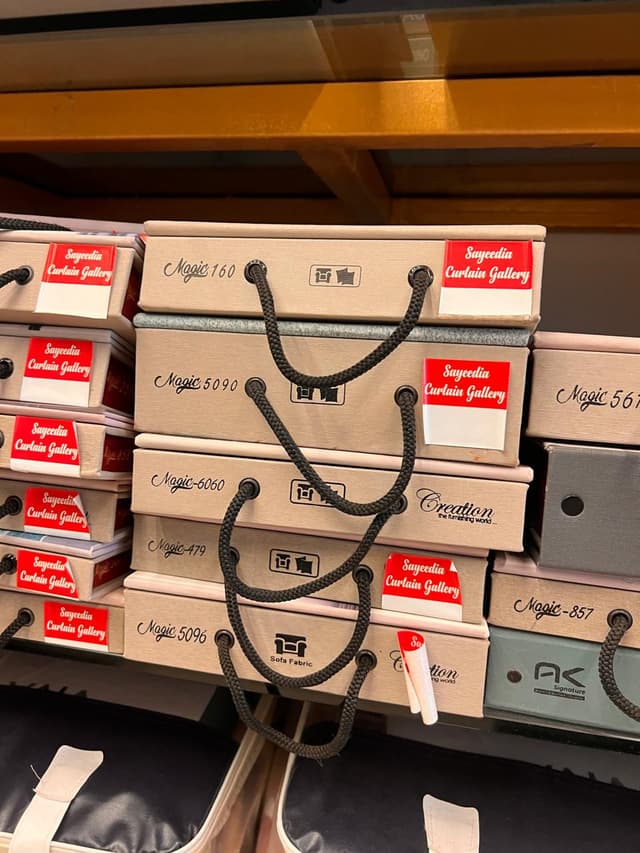 Sayeedia
Curtain Gallery
Sayeedia
Curtain Gallery
Sayeedia
Curtain Gallery
Sayeedia
Curtain Gallery
Sayeedia
Curtain Gallery
Sayeedia
Curtain Gallery
Magic 160
Sayeedia
Curtain Gallery
Magic 5090
Sayeedia
Curtain Gallery
Magic-6060
Creation
the furnishing world...
Magic-479
Sayeedia
Curtain Gallery
Magic 5096
Sofa Fabric
Magic 567
Magic-857
AK
Signature